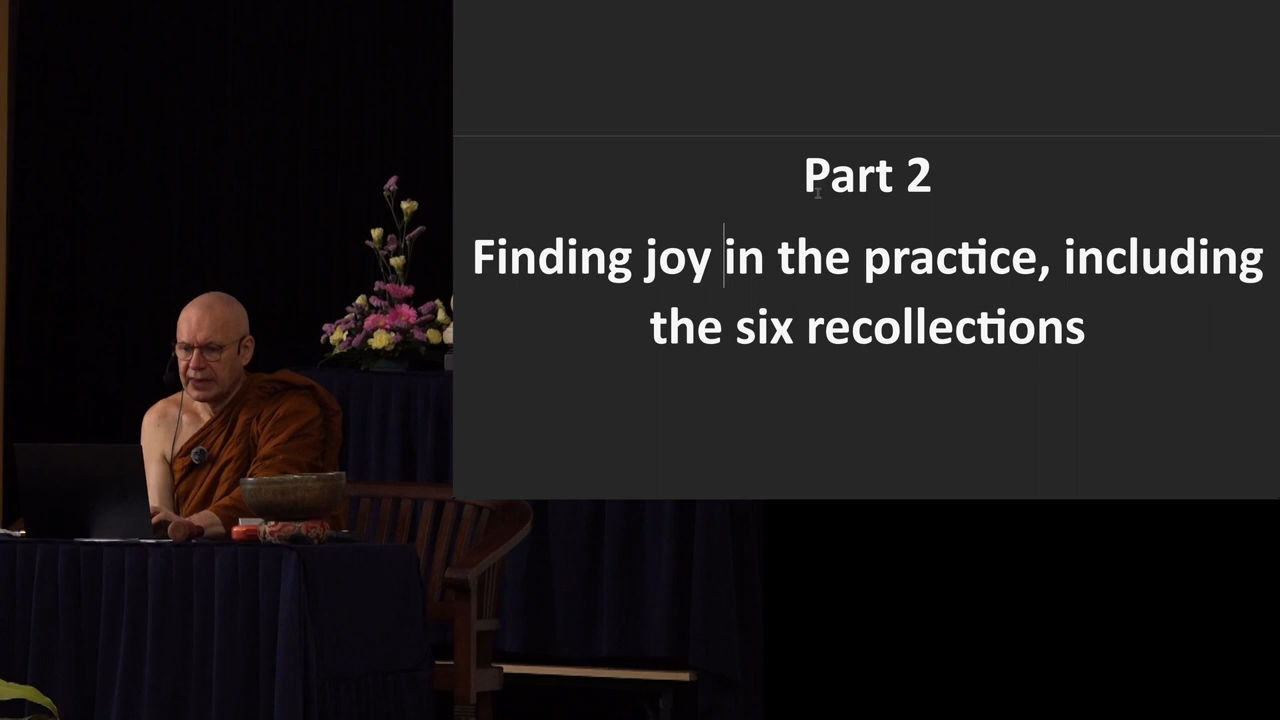 Part 2
Finding joy in the practice, including
the six recollections